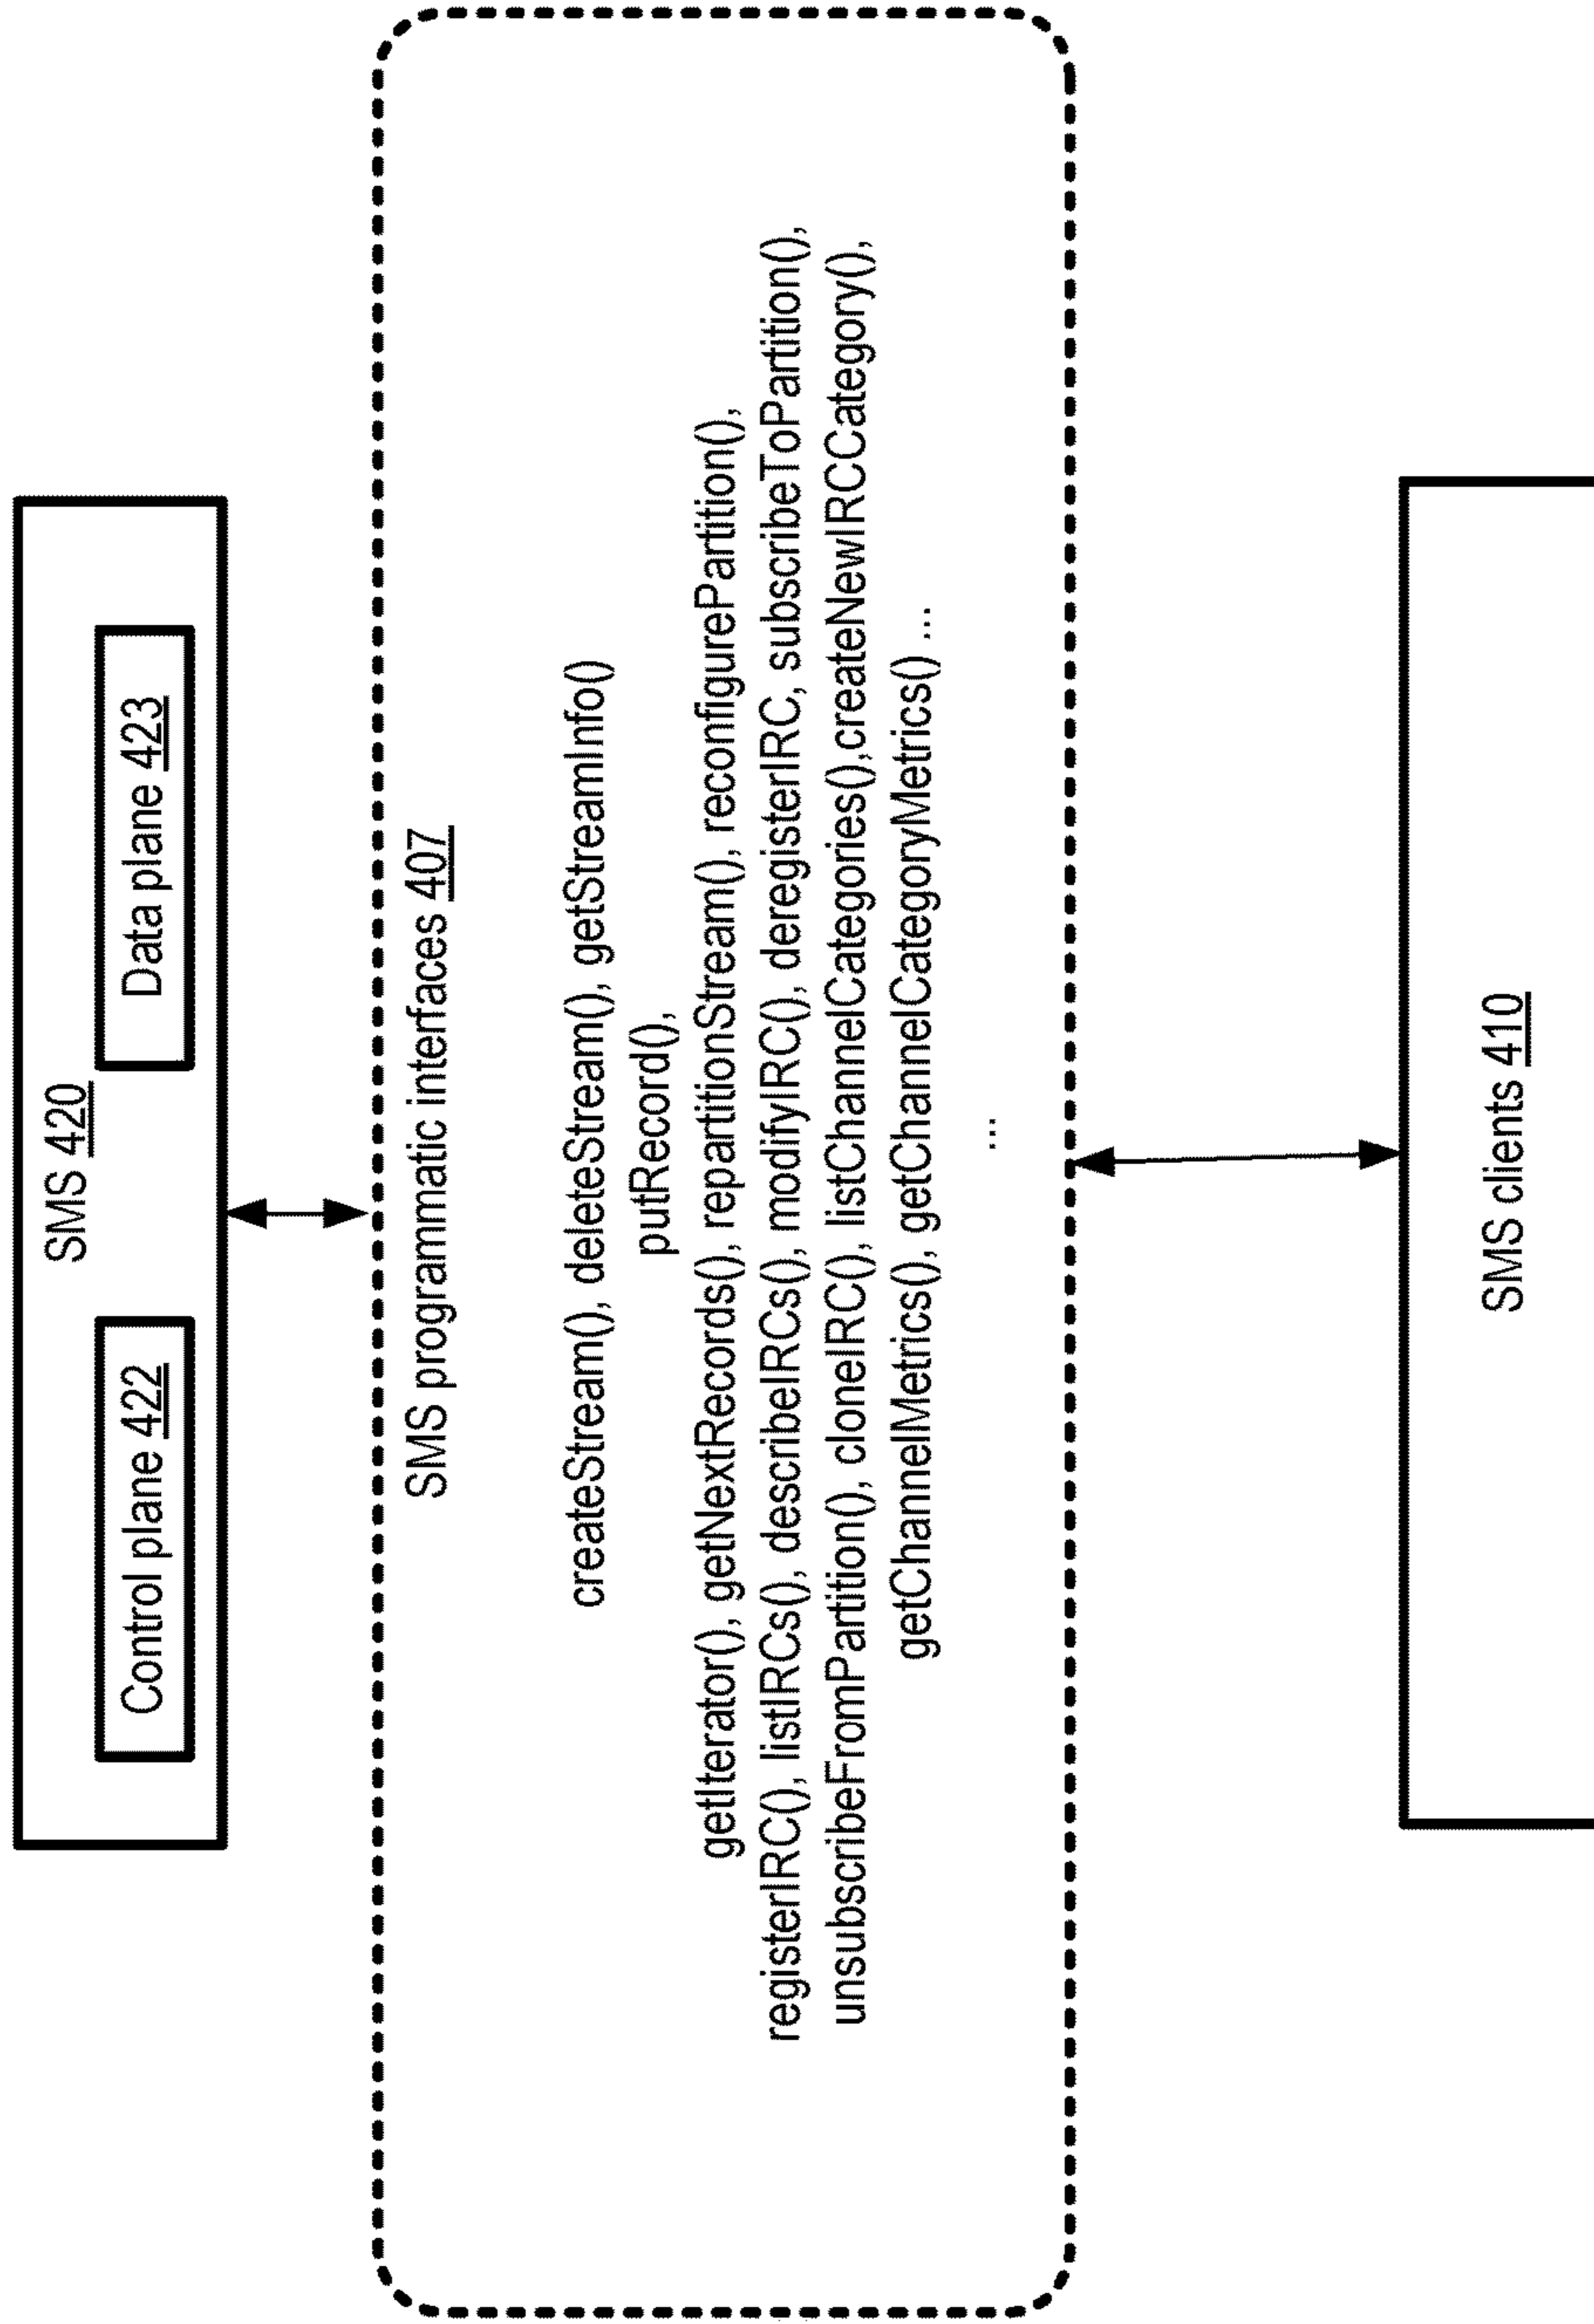 SMS 420
Control plane 422
Data plane 423
SMS programmatic interfaces 407
createStream(), deleteStream(), getStreamInfo()
putRecord(),
getIterator(), getNextRecords(), repartitionStream(), reconfigurePartition(),
registerIRC(), listIRCs(), describeIRCs(), modifyIRC(), deregisterIRC, subscribeToPartition(),
unsubscribeFromPartition(), cloneIRC(), listChannelCategories(),createNewIRCCategory(),
getChannelMetrics(), getChannelCategoryMetrics() ...
...
SMS clients 410